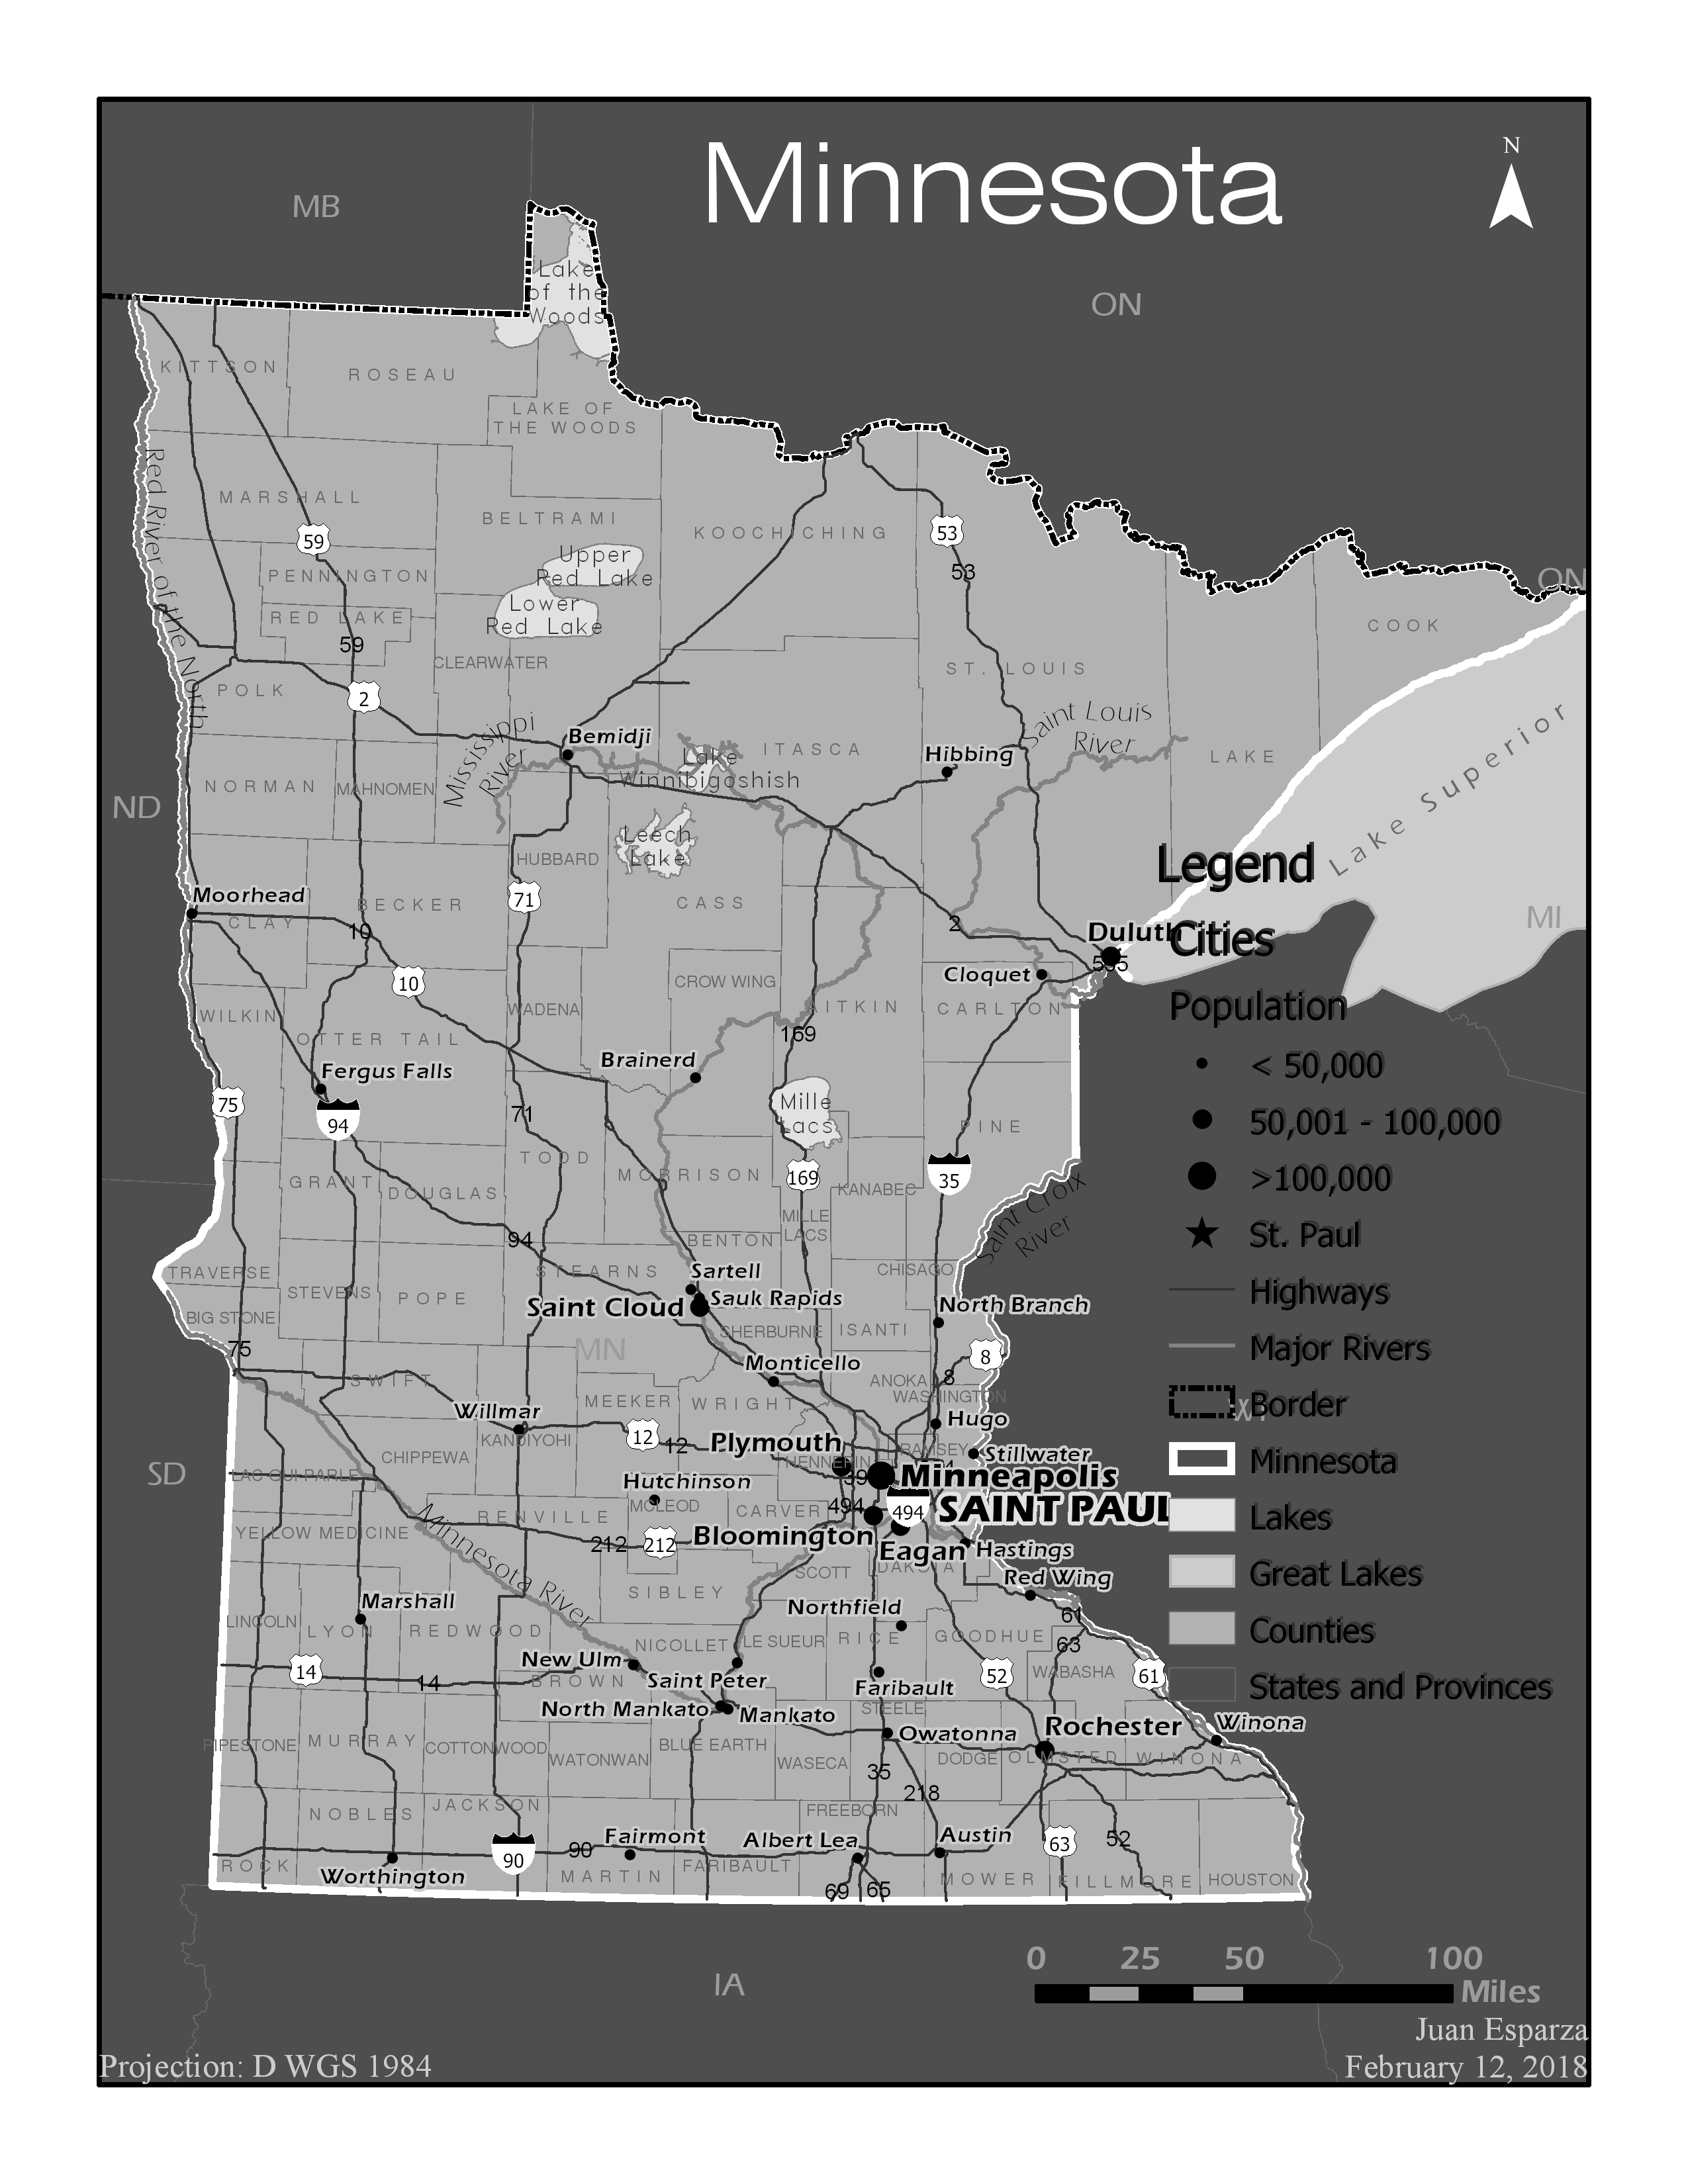 Minnesota
N
MB
ON
Lake
of the
Woods
KITTSON
ROSEAU
LAKE OF
THE WOODS
Red River of the North
MARSHALL
BELTRAMI
KOOCHICHING
53
59
53
Upper
Red Lake
PENNINGTON
ON
Lower
Red Lake
RED LAKE
COOK
59
CLEARWATER
ST. LOUIS
POLK
2
Mississippi
River
Saint Louis
River
Bemidji
ITASCA
Hibbing
LAKE
Lake
Winnibigoshish
NORMAN
MAHNOMEN
Lake Superior
ND
Leech
Lake
HUBBARD
Legend
Moorhead
BECKER
71
CASS
MI
CLAY
10
2
Duluth
Cities
535
Cloquet
10
CROW WING
WADENA
AITKIN
CARLTON
Population
WILKIN
OTTER TAIL
169
Brainerd
< 50,000
Fergus Falls
75
94
71
Mille
Lacs
50,001 - 100,000
PINE
TODD
MORRISON
169
35
>100,000
GRANT
DOUGLAS
KANABEC
Saint Croix
River
MILLE
LACS
94
BENTON
St. Paul
TRAVERSE
STEARNS
Sartell
CHISAGO
STEVENS
POPE
Saint Cloud
Sauk Rapids
North Branch
Highways
BIG STONE
SHERBURNE
ISANTI
75
MN
Monticello
8
Major Rivers
SWIFT
ANOKA
8
MEEKER
WRIGHT
WASHINGTON
Border
Willmar
Hugo
KANDIYOHI
12
12
Plymouth
RAMSEY
Stillwater
CHIPPEWA
HENNEPIN
Minnesota
SD
LAC QUI PARLE
Hutchinson
Minneapolis
MCLEOD
CARVER
494
494
SAINT PAUL
Lakes
RENVILLE
YELLOW MEDICINE
Minnesota River
212
212
Bloomington
Eagan
Hastings
SCOTT
DAKOTA
Red Wing
Great Lakes
SIBLEY
Marshall
Northfield
61
LINCOLN
LYON
REDWOOD
NICOLLET
LE SUEUR
RICE
GOODHUE
63
Counties
New Ulm
14
14
BROWN
Saint Peter
Faribault
52
WABASHA
61
States and Provinces
North Mankato
Mankato
STEELE
Owatonna
Rochester
Winona
PIPESTONE
MURRAY
COTTONWOOD
WATONWAN
BLUE EARTH
WASECA
DODGE
OLMSTED
WINONA
35
218
NOBLES
JACKSON
FREEBORN
Fairmont
Albert Lea
Austin
63
52
90
90
ROCK
Worthington
MARTIN
FARIBAULT
69
65
MOWER
FILLMORE
HOUSTON
0 25 50 100
IA
Miles
Juan Esparza
Projection: D WGS 1984
February 12, 2018